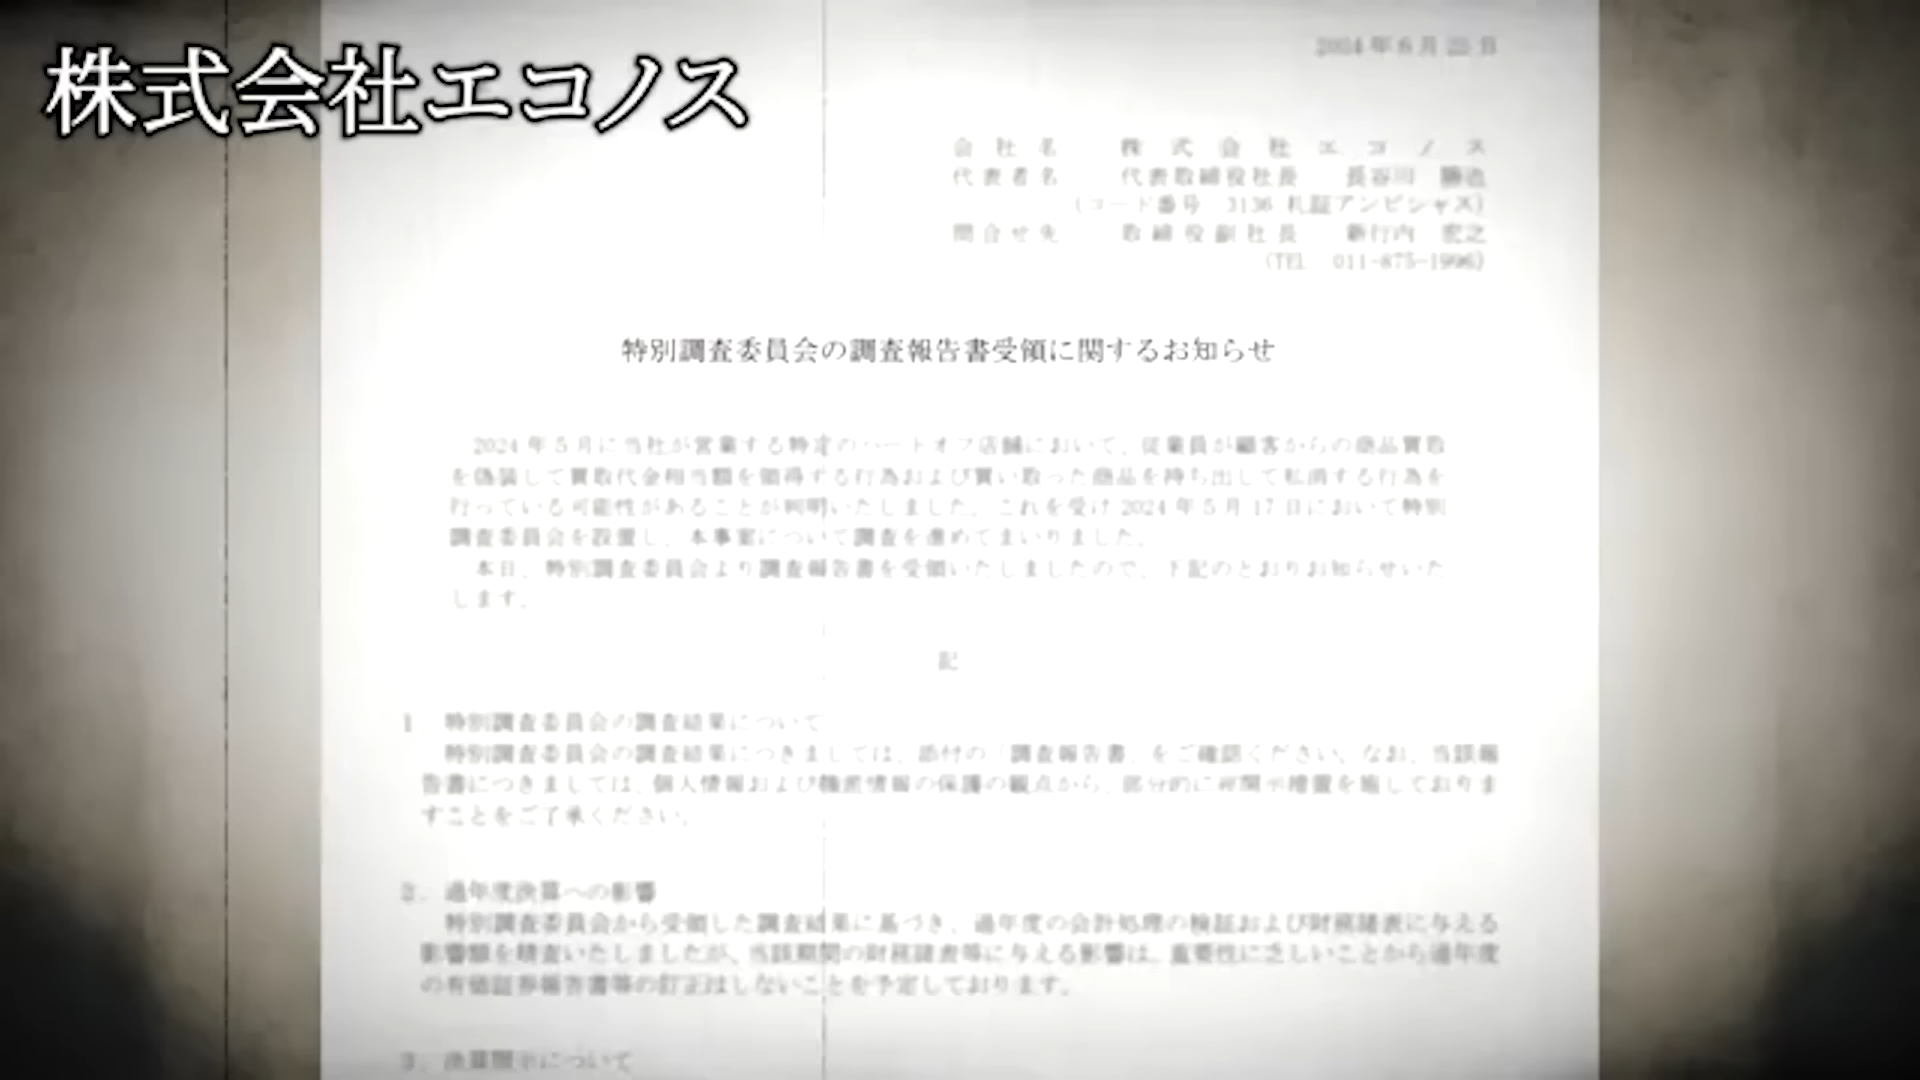 株式会社エコノス
2024年6月
会社名 株式会社エコノス
代表者名 代表取締役社長 長谷川 勝也
(コード番号 3136 札証アンビシャス)
問合せ先 取締役副社長 新行内 宏之
(TEL 011-875-1996)
特別調査委員会の調査報告書受領に関するお知らせ
2024年5月に当社が営業する特定のハードオフ店舗において、従業員が顧客からの商品買取
を偽装して買取代金相当額を領得する行為および買い取った商品を持ち出して私消する行為を
行っている可能性があることが判明いたしました。これを受け2024年5月17日において特別
調査委員会を設置し、本事案について調査を進めてまいりました。
本日、特別調査委員会より調査報告書を受領いたしましたので、下記のとおりお知らせいた
します。
記
1. 特別調査委員会の調査結果について
特別調査委員会の調査結果につきましては、添付の「調査報告書」をご確認ください。なお、当該報
告書につきましては、個人情報および機密情報の保護の観点から、部分的に非開示措置を施しておりま
すことをご了承ください。
2. 過年度決算への影響
特別調査委員会から受領した調査結果に基づき、過年度の会計処理の検証および財務諸表に与える
影響額を精査いたしましたが、当該期間の財務諸表等に与える影響は、重要性に乏しいことから過年度
の有価証券報告書等の訂正はしないことを予定しております。
3. 決算開示について